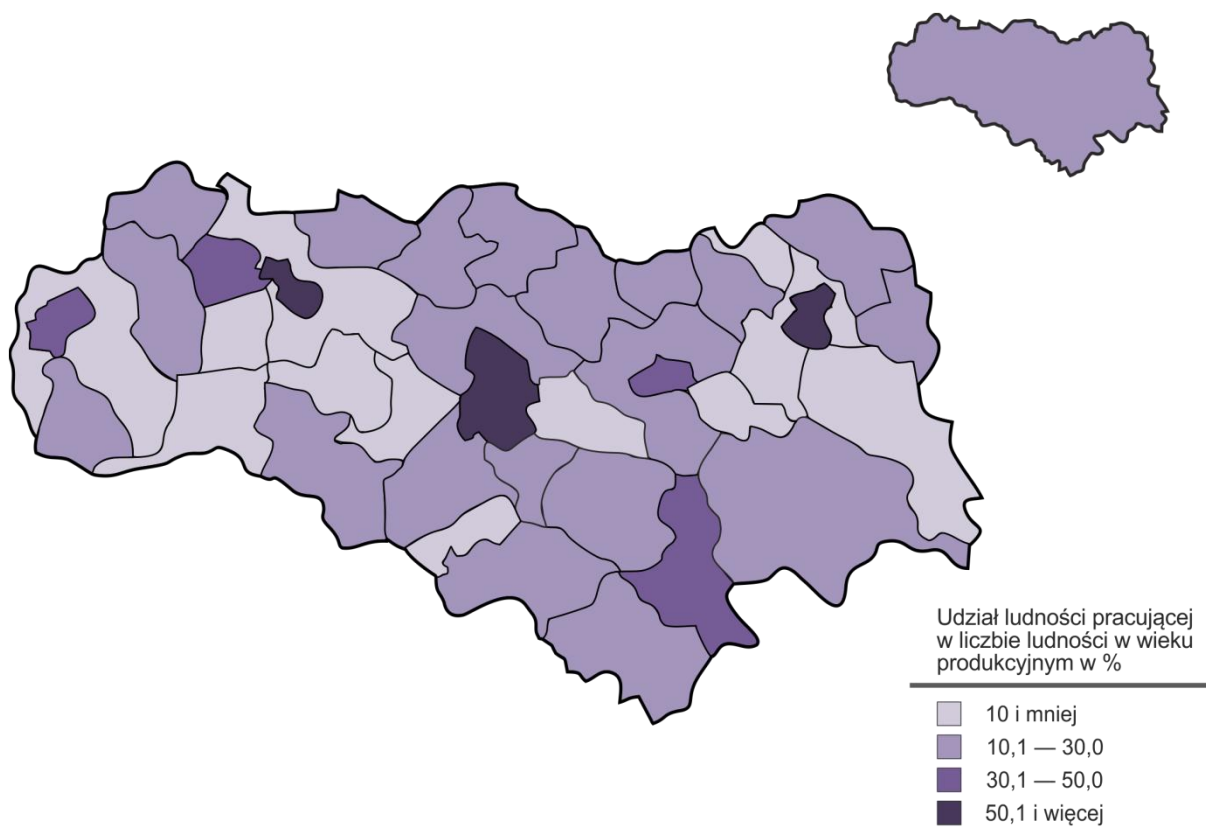 Udział ludności pracującej
w liczbie ludności w wieku
produkcyjnym w %
10 i mniej
10,1 — 30,0
30,1 — 50,0
50,1 i więcej